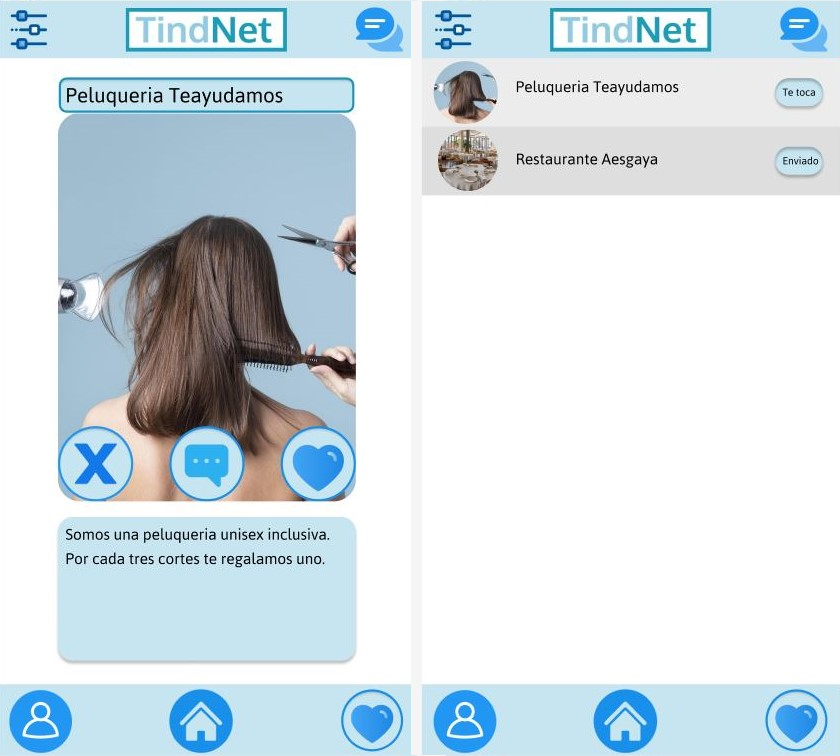 TindNet
Peluqueria Teayudamos
X
Somos una peluqueria unisex inclusiva.
Por cada tres cortes te regalamos uno.
TindNet
Peluqueria Teayudamos
Te toca
Restaurante Aesgaya
Enviado